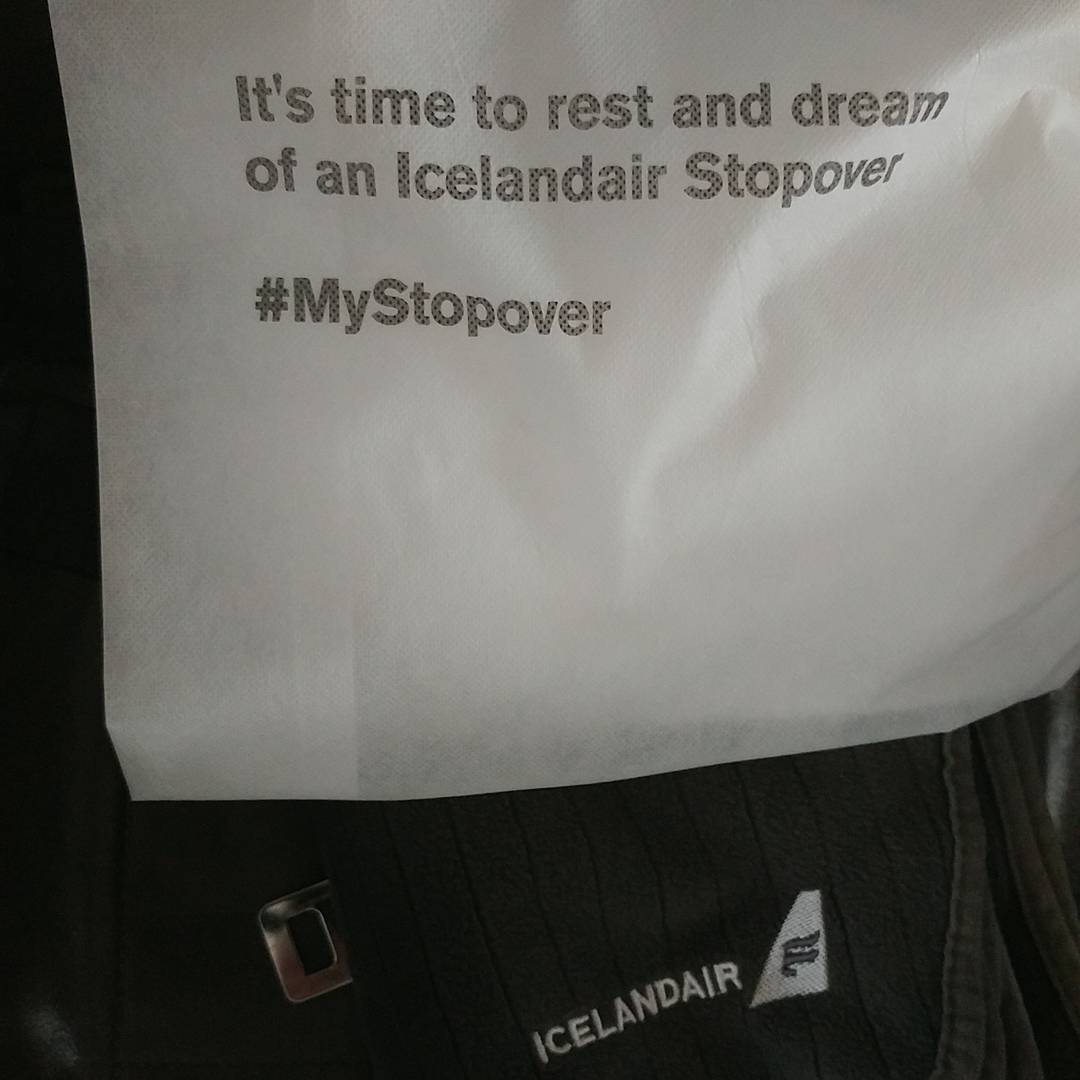 It's time to rest and dream
of an Icelandair Stopover
#MyStopover
ICELANDAIR